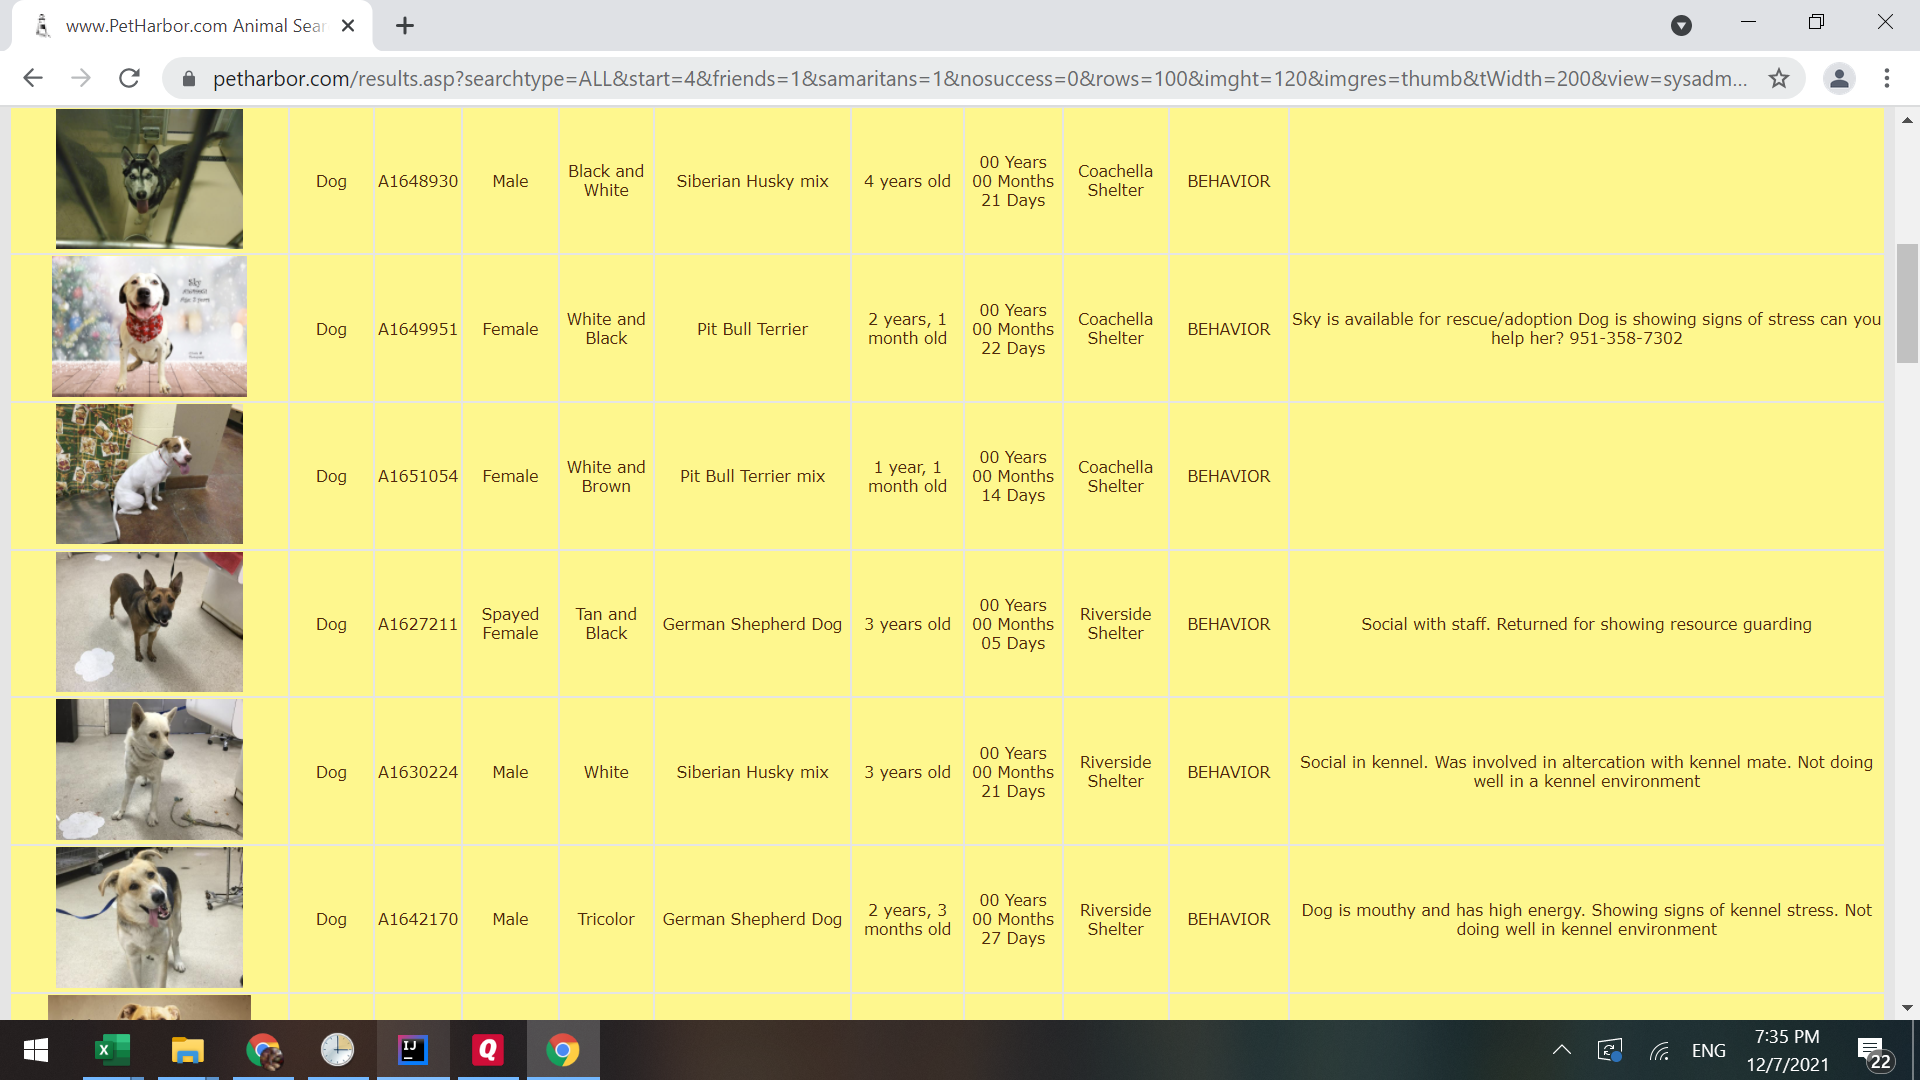 www.PetHarbor.com Animal Sear
petharbor.com/results.asp?searchtype=ALL&start=4&friends=1&samaritans=1&nosuccess=0&rows=100&imght=120&imgres=thumb&tWidth=200&view=sysadm...
Dog
A1648930
Male
Black and
White
Siberian Husky mix
4 years old
00 Years
00 Months
21 Days
Coachella
Shelter
BEHAVIOR
Sky
Dog
A1649951
Female
White and
Black
Pit Bull Terrier
2 years, 1
month old
00 Years
00 Months
22 Days
Coachella
Shelter
BEHAVIOR
Sky is available for rescue/adoption Dog is showing signs of stress can you
help her? 951-358-7302
Dog
A1651054
Female
White and
Brown
Pit Bull Terrier mix
1 year, 1
month old
00 Years
00 Months
14 Days
Coachella
Shelter
BEHAVIOR
Dog
A1627211
Spayed
Female
Tan and
Black
German Shepherd Dog
3 years old
00 Years
00 Months
05 Days
Riverside
Shelter
BEHAVIOR
Social with staff. Returned for showing resource guarding
Dog
A1630224
Male
White
Siberian Husky mix
3 years old
00 Years
00 Months
21 Days
Riverside
Shelter
BEHAVIOR
Social in kennel. Was involved in altercation with kennel mate. Not doing
well in a kennel environment
Dog
A1642170
Male
Tricolor
German Shepherd Dog
2 years, 3
months old
00 Years
00 Months
27 Days
Riverside
Shelter
BEHAVIOR
Dog is mouthy and has high energy. Showing signs of kennel stress. Not
doing well in kennel environment
X
IJ
Q
ENG
7:35 PM
12/7/2021
22